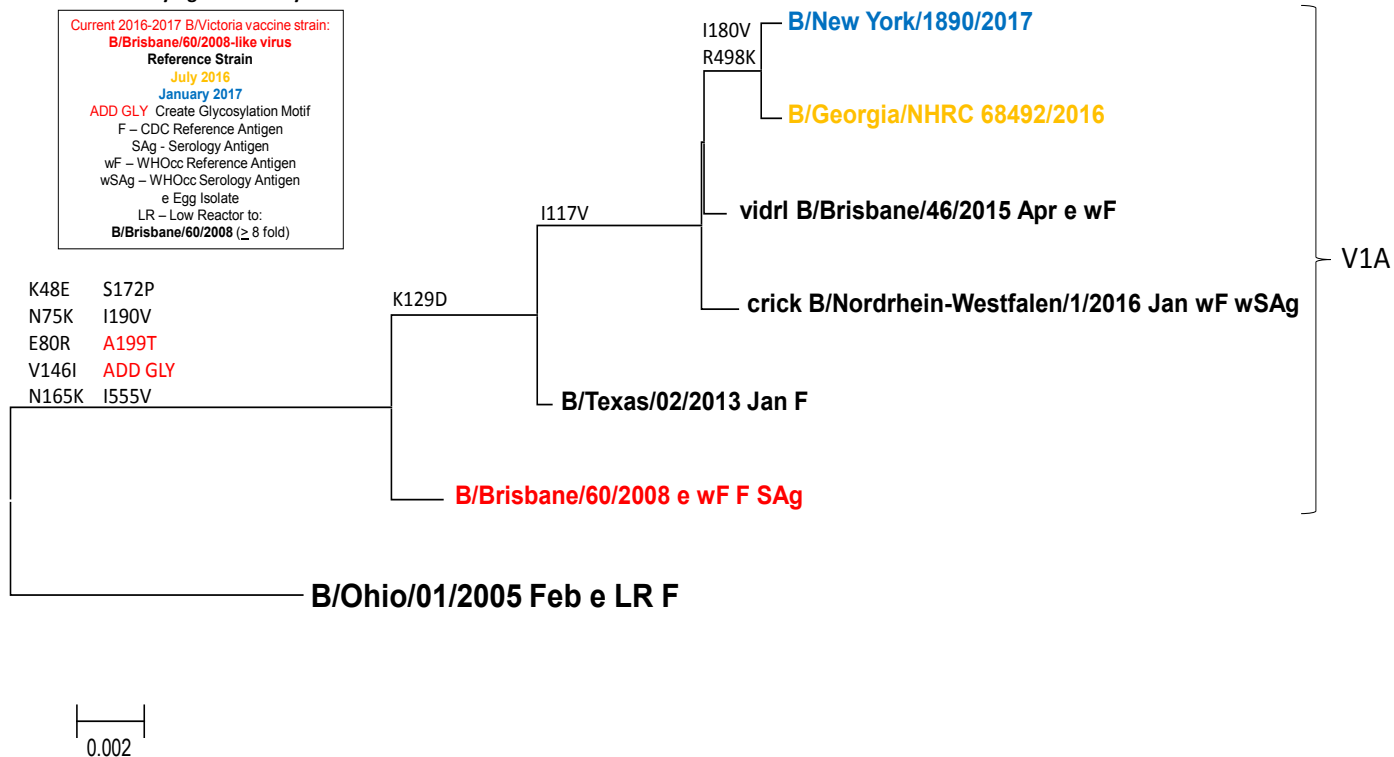 Current 2016-2017 B/Victoria vaccine strain:
B/Brisbane/60/2008-like virus
Reference Strain
July 2016
January 2017
ADD GLY Create Glycosylation Motif
F – CDC Reference Antigen
SAg - Serology Antigen
wF – WHOcc Reference Antigen
wSAg – WHOcc Serology Antigen
e Egg Isolate
LR – Low Reactor to:
B/Brisbane/60/2008 (≥ 8 fold)
I180V
R498K
B/New York/1890/2017
B/Georgia/NHRC 68492/2016
vidrl B/Brisbane/46/2015 Apr e wF
I117V
V1A
crick B/Nordrhein-Westfalen/1/2016 Jan wF wSAg
K129D
K48E S172P
N75K I190V
E80R A199T
V146I ADD GLY
N165K I555V
B/Texas/02/2013 Jan F
B/Brisbane/60/2008 e wF F SAg
B/Ohio/01/2005 Feb e LR F
0.002